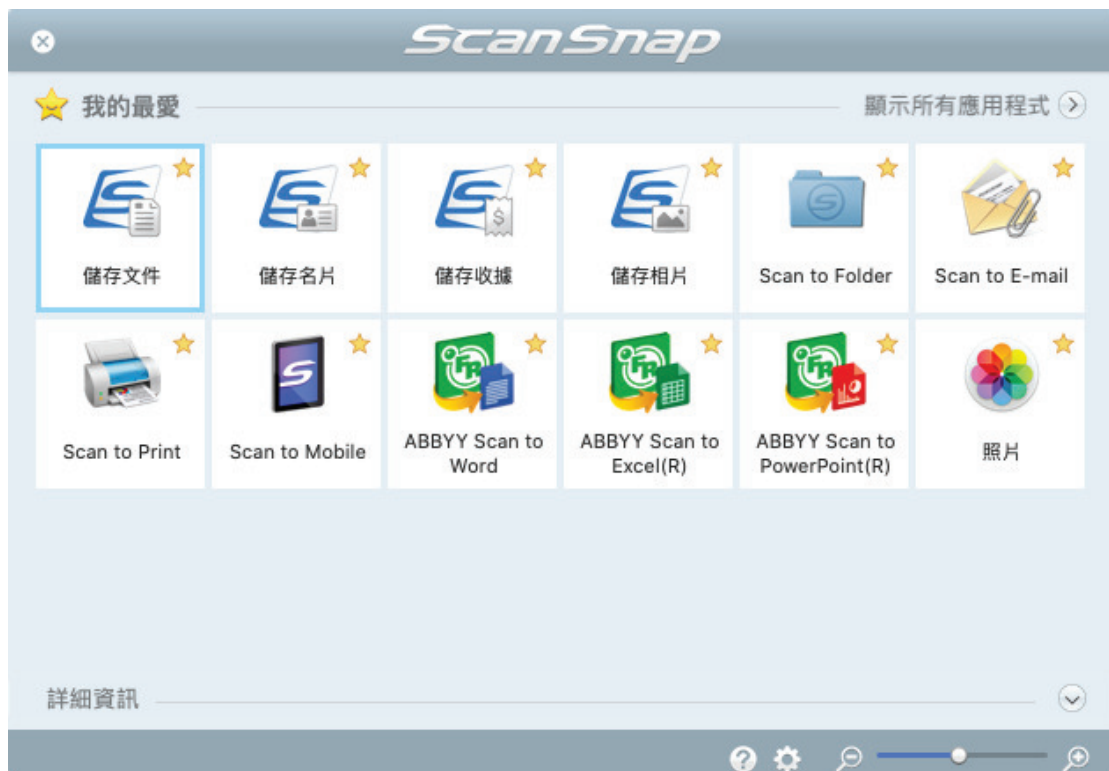 ScanSnap
我的最愛
顯示所有應用程式
儲存文件
儲存名片
儲存收據
儲存相片
Scan to Folder
Scan to E-mail
Scan to Print
Scan to Mobile
ABBYY Scan to
Word
ABBYY Scan to
Excel(R)
ABBYY Scan to
PowerPoint(R)
照片
詳細資訊